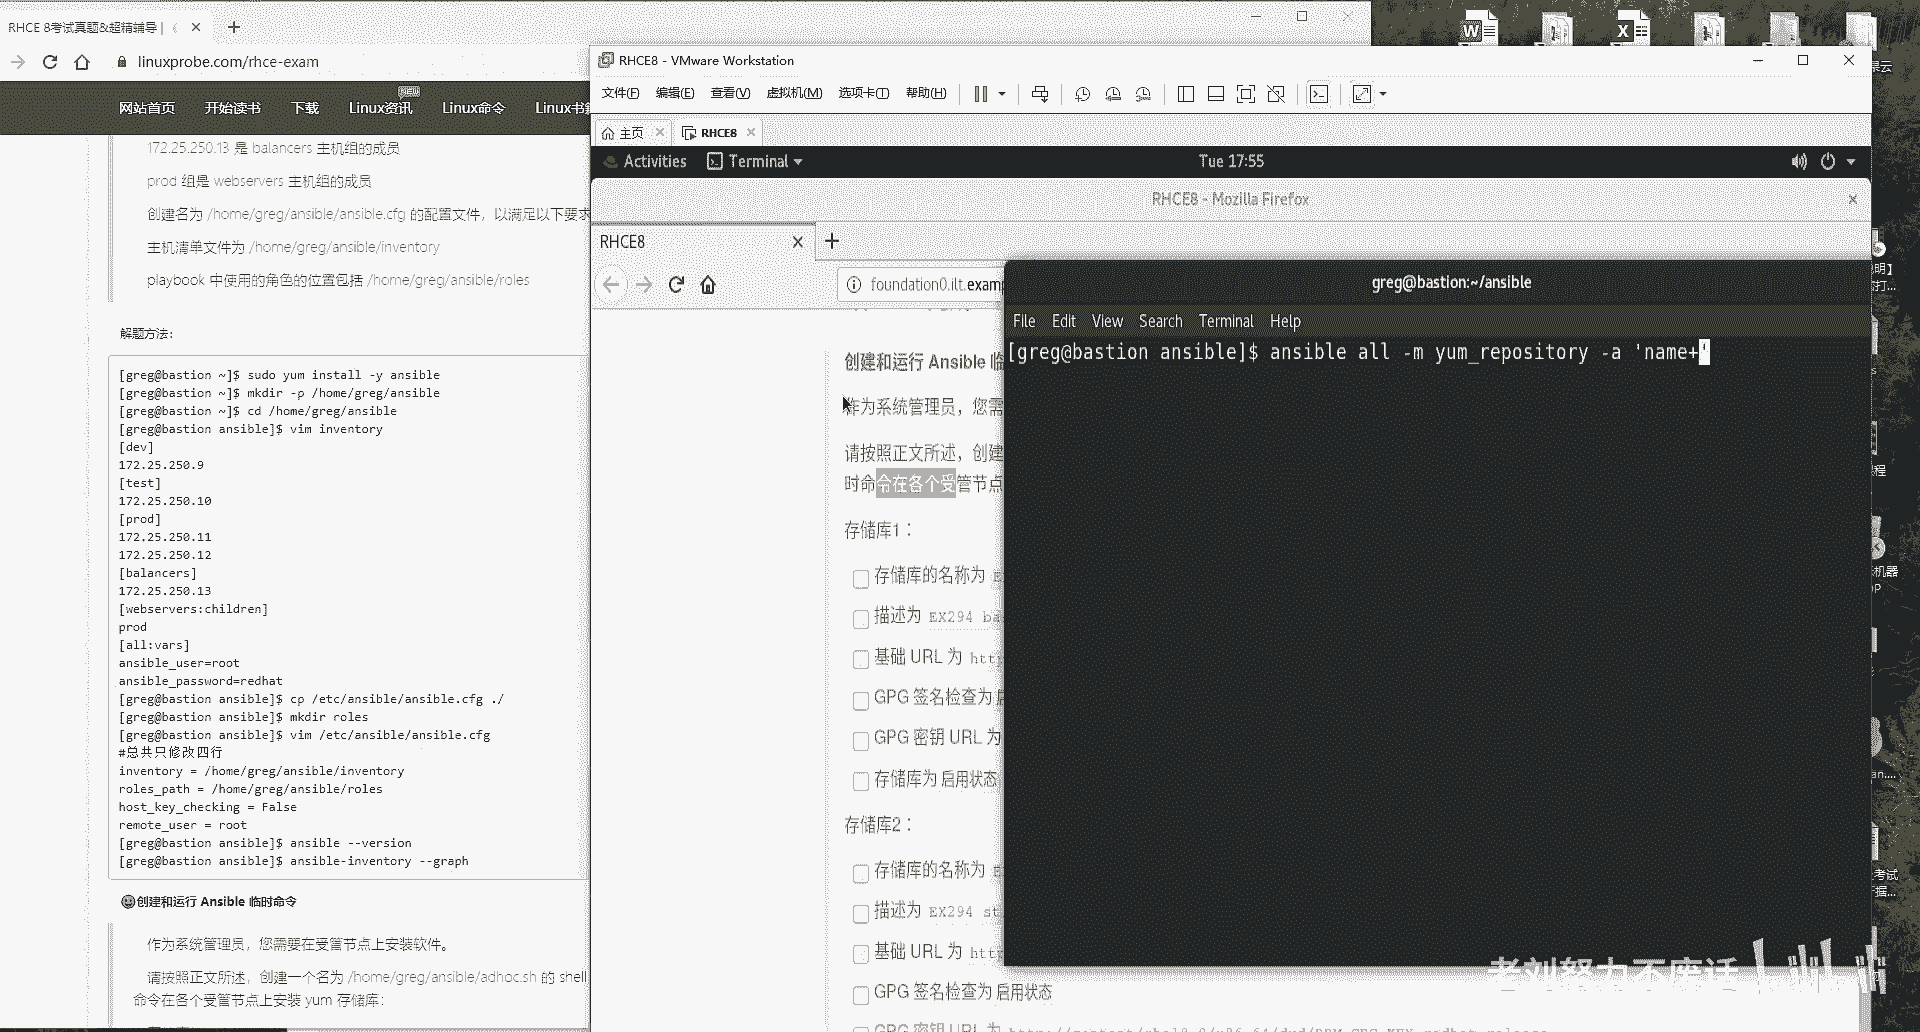 RHCE 8考试真题&超精辅导 |
linuxprobe.com/rhce-exam
网站首页 开始读书 下载 Linux资讯 NEW Linux命令 Linux书
172.25.250.13 是 balancers 主机组的成员
prod 组是 webservers 主机组的成员
创建名为 /home/greg/ansible/ansible.cfg 的配置文件，以满足以下要求
主机清单文件为 /home/greg/ansible/inventory
playbook 中使用的角色的位置包括 /home/greg/ansible/roles
解题方法:
[greg@bastion ~]$ sudo yum install -y ansible
[greg@bastion ~]$ mkdir -p /home/greg/ansible
[greg@bastion ~]$ cd /home/greg/ansible
[greg@bastion ansible]$ vim inventory
[dev]
172.25.250.9
[test]
172.25.250.10
[prod]
172.25.250.11
172.25.250.12
[balancers]
172.25.250.13
[webservers:children]
prod
[all:vars]
ansible_user=root
ansible_password=redhat
[greg@bastion ansible]$ cp /etc/ansible/ansible.cfg ./
[greg@bastion ansible]$ mkdir roles
[greg@bastion ansible]$ vim /etc/ansible/ansible.cfg
#总共只修改四行
inventory = /home/greg/ansible/inventory
roles_path = /home/greg/ansible/roles
host_key_checking = False
remote_user = root
[greg@bastion ansible]$ ansible --version
[greg@bastion ansible]$ ansible-inventory --graph
创建和运行 Ansible 临时命令
作为系统管理员，您需要在受管节点上安装软件。
请按照正文所述，创建一个名为 /home/greg/ansible/adhoc.sh 的 shell
命令在各个受管节点上安装 yum 存储库:
RHCE8 - VMware Workstation
文件(F) 编辑(E) 查看(V) 虚拟机(M) 选项卡(T) 帮助(H)
主页 RHCE8
Activities Terminal Tue 17:55
RHCE8 - Mozilla Firefox
RHCE8
foundation0.ilt.examp
创建和运行 Ansible 临
作为系统管理员，您需
请按照正文所述，创建
时命令在各个受管节点
存储库1：
存储库的名称为 E
描述为 EX294 ba
基础 URL 为 http
GPG 签名检查为 启
GPG 密钥 URL 为
存储库为 启用状态
存储库2：
存储库的名称为 E
描述为 EX294 st
基础 URL 为 http
GPG 签名检查为 启用状态
GPG 密钥 URL 为
greg@bastion:~/ansible
File Edit View Search Terminal Help
[greg@bastion ansible]$ ansible all -m yum_repository -a 'name+'
老刘努力不废话